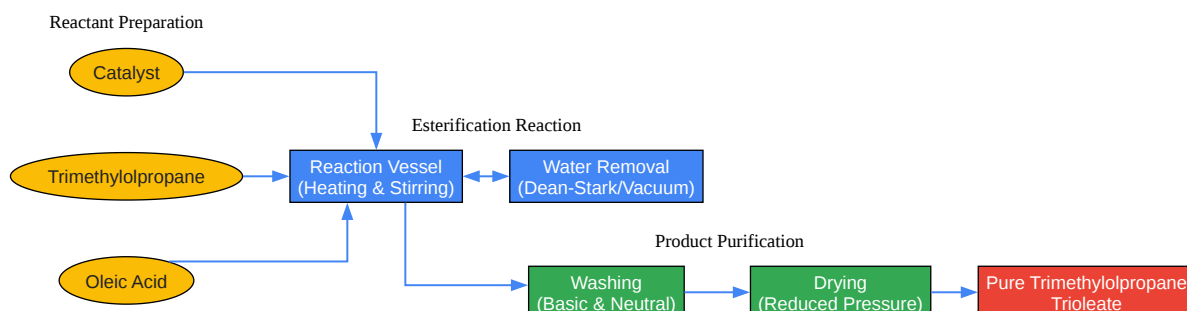 Reactant Preparation
Catalyst
Esterification Reaction
Trimethylolpropane
Reaction Vessel
(Heating & Stirring)
Water Removal
(Dean-Stark/Vacuum)
Product Purification
Oleic Acid
Washing
(Basic & Neutral)
Drying
(Reduced Pressure)
Pure Trimethylolpropane
Trioleate